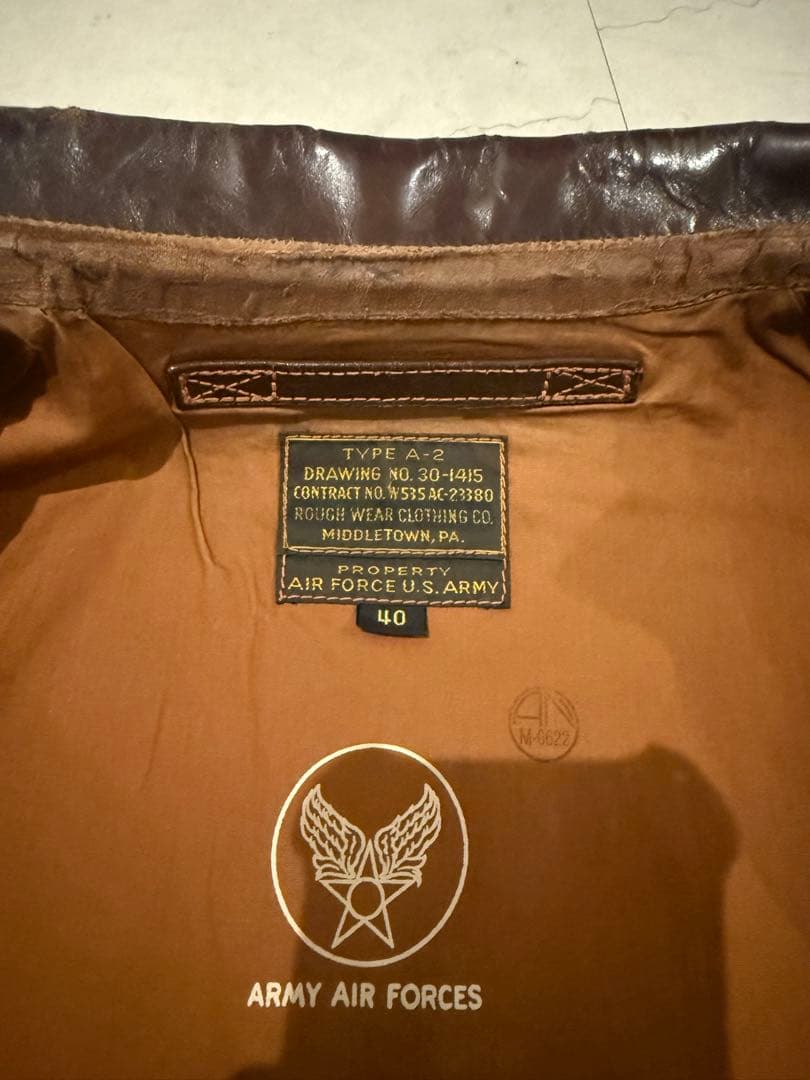 TYPE A-2
DRAWING NO. 30-1415
CONTRACT NO. W535 AC-23380
ROUGH WEAR CLOTHING CO.
MIDDLETOWN, PA.
PROPERTY
AIR FORCE U.S. ARMY
40
AN
M-6622
ARMY AIR FORCES